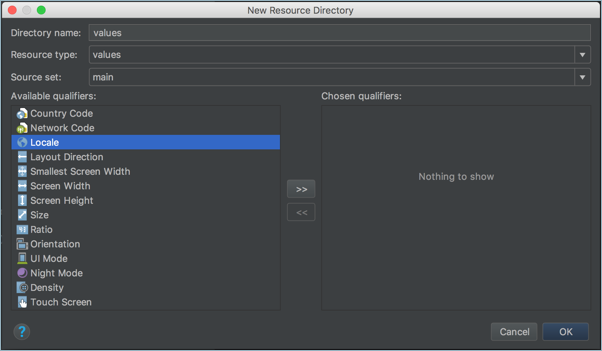 New Resource Directory
Directory name: values
Resource type: values
Source set: main
Available qualifiers: Chosen qualifiers:
Country Code
Network Code
Locale
Layout Direction
Smallest Screen Width
Screen Width
Screen Height
Size
Ratio
Orientation
UI Mode
Night Mode
Density
Touch Screen
Nothing to show
>>
<<
? Cancel OK